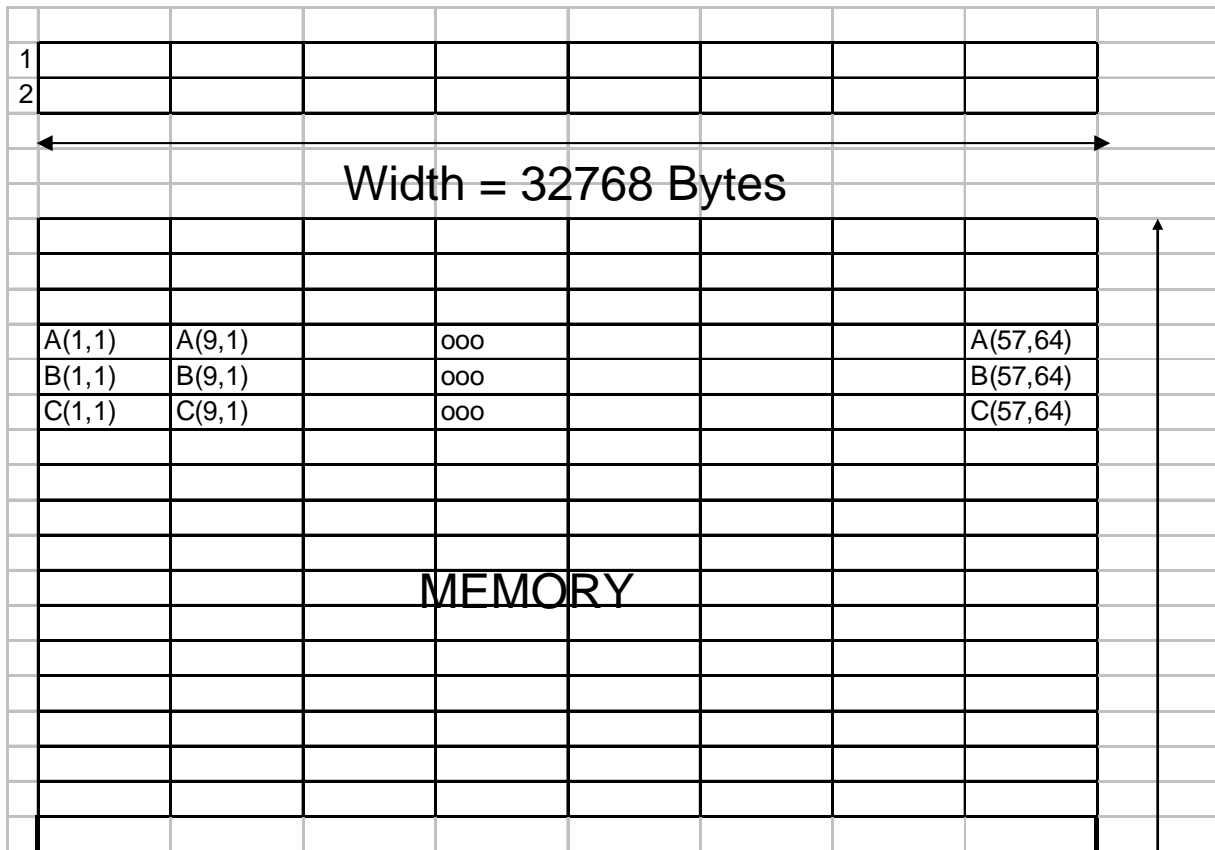 1
2
Width = 32768 Bytes
A(1,1) A(9,1) ooo A(57,64)
B(1,1) B(9,1) ooo B(57,64)
C(1,1) C(9,1) ooo C(57,64)
MEMORY